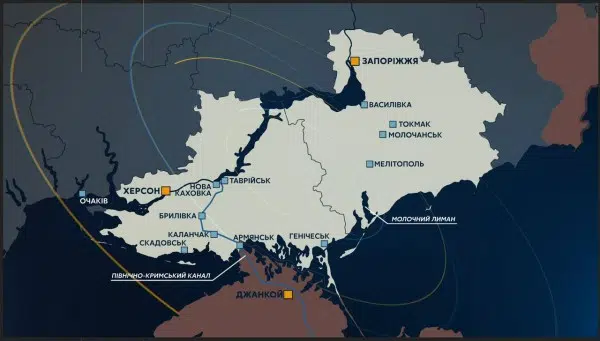 ЗАПОРІЖЖЯ
ВАСИЛІВКА
ТОКМАК
МОЛОЧАНСЬК
МЕЛІТОПОЛЬ
ТАВРІЙСЬК
НОВА
КАХОВКА
ХЕРСОН
ОЧАКІВ
БРИЛІВКА
МОЛОЧНИЙ ЛИМАН
КАЛАНЧАК
АРМЯНСЬК
ГЕНІЧЕСЬК
СКАДОВСЬК
ПІВНІЧНО-КРИМСЬКИЙ КАНАЛ
ДЖАНКОЙ